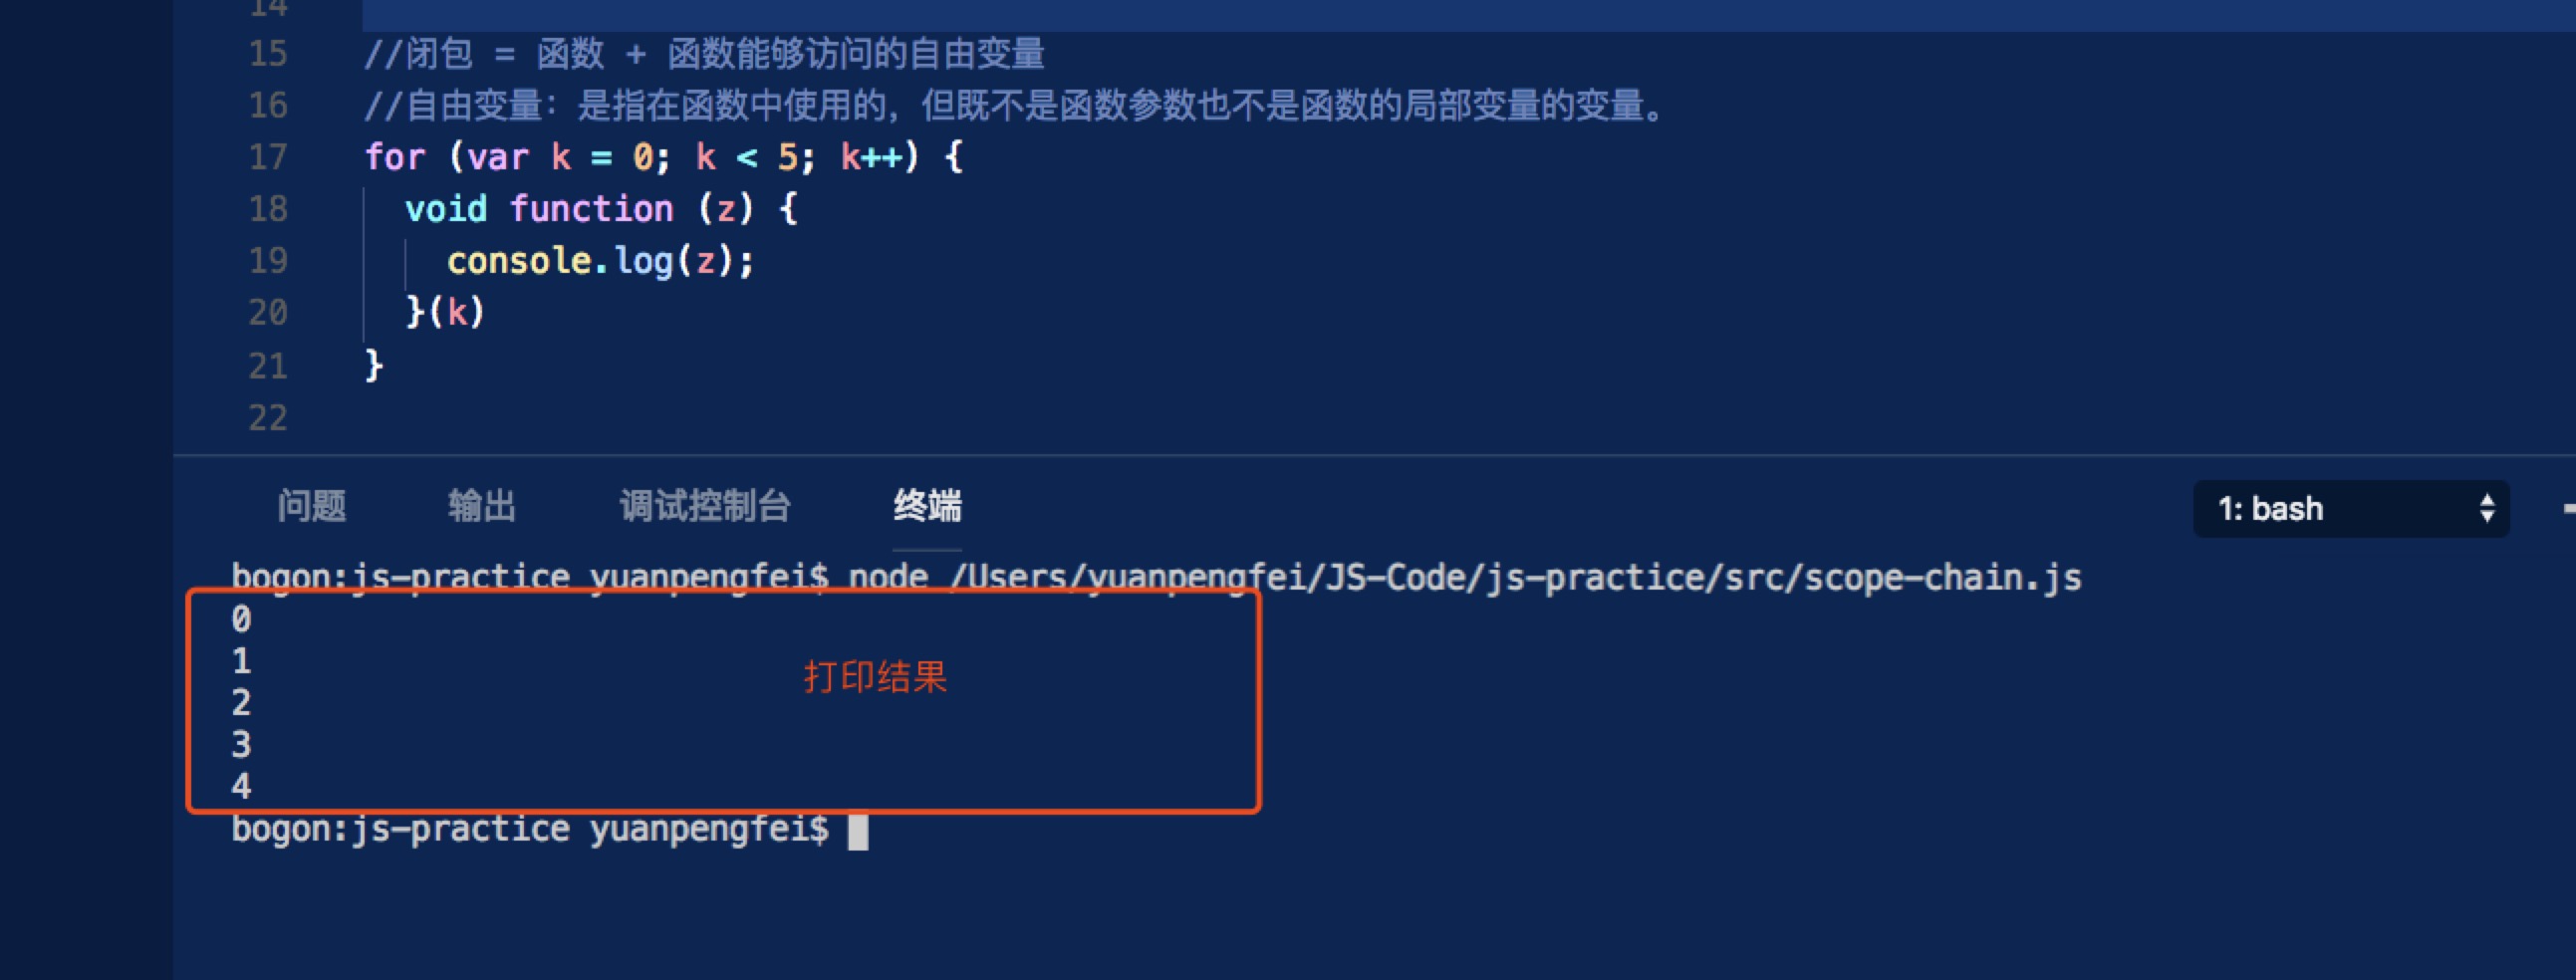 14
15 //闭包 = 函数 + 函数能够访问的自由变量
16 //自由变量：是指在函数中使用的，但既不是函数参数也不是函数的局部变量的变量。
17 for (var k = 0; k < 5; k++) {
18 void function (z) {
19 console.log(z);
20 }(k)
21 }
22
问题 输出 调试控制台 终端 1: bash
bogon:js-practice yuanpengfei$ node /Users/yuanpengfei/JS-Code/js-practice/src/scope-chain.js
0
1
打印结果
2
3
4
bogon:js-practice yuanpengfei$